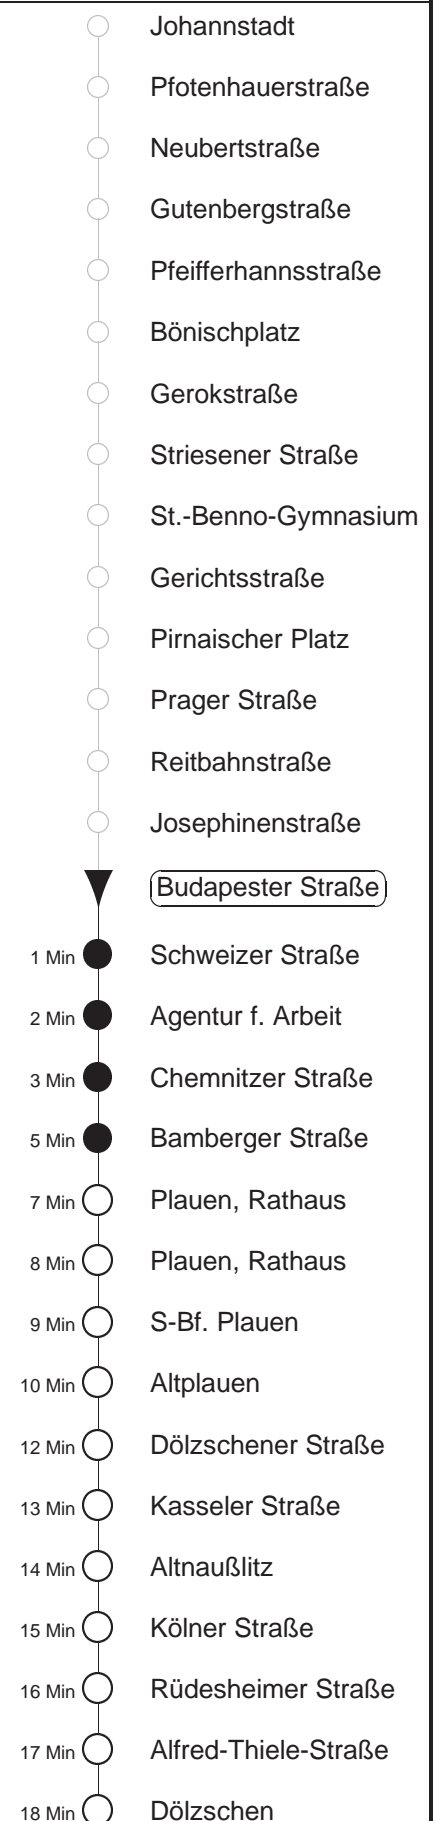 Johannstadt
Pfotenhauerstraße
Neubertstraße
Gutenbergstraße
Pfeifferhannsstraße
Bönischplatz
Gerokstraße
Striesener Straße
St.-Benno-Gymnasium
Gerichtsstraße
Pirnaischer Platz
Prager Straße
Reitbahnstraße
Josephinenstraße
Budapester Straße
1 Min Schweizer Straße
2 Min Agentur f. Arbeit
3 Min Chemnitzer Straße
5 Min Bamberger Straße
7 Min Plauen, Rathaus
8 Min Plauen, Rathaus
9 Min S-Bf. Plauen
10 Min Altplauen
12 Min Dölzschener Straße
13 Min Kasseler Straße
14 Min Altnaußlitz
15 Min Kölner Straße
16 Min Rüdesheimer Straße
17 Min Alfred-Thiele-Straße
18 Min Dölzschen